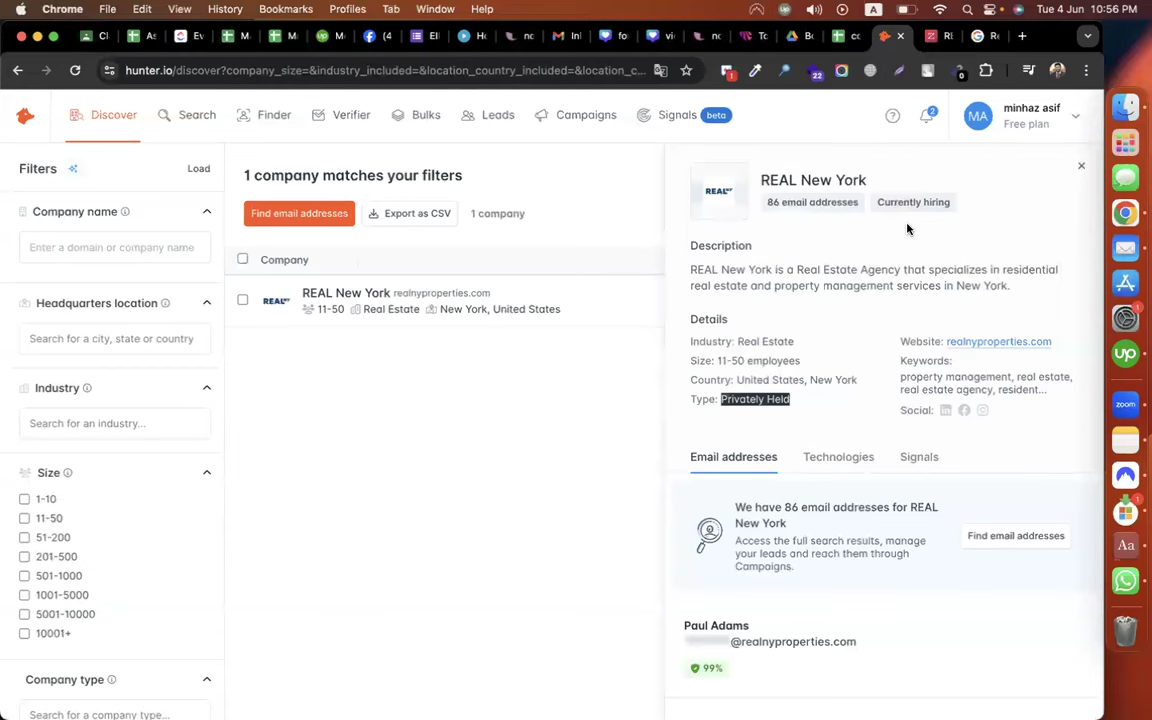 Chrome File Edit View History Bookmarks Profiles Tab Window Help
A
Tue 4 Jun 10:56 PM
hunter.io/discover?company_size=&industry_included=&location_country_included=&location_c...
1
22
0
Discover Search Finder Verifier Bulks Leads Campaigns Signals beta
2
MA
minhaz asif
Free plan
Filters
Load
Company name
Enter a domain or company name
Headquarters location
Search for a city, state or country
Industry
Search for an industry...
Size
1-10
11-50
51-200
201-500
501-1000
1001-5000
5001-10000
10001+
Company type
Search for a company type...
1 company matches your filters
Find email addresses Export as CSV 1 company
Company
REAL New York realnyproperties.com
11-50 Real Estate New York, United States
REAL New York
86 email addresses Currently hiring
Description
REAL New York is a Real Estate Agency that specializes in residential
real estate and property management services in New York.
Details
Industry: Real Estate
Size: 11-50 employees
Country: United States, New York
Type: Privately Held
Website: realnyproperties.com
Keywords:
property management, real estate,
real estate agency, resident...
Social:
Email addresses Technologies Signals
We have 86 email addresses for REAL
New York
Access the full search results, manage
your leads and reach them through
Campaigns.
Find email addresses
Paul Adams
@realnyproperties.com
99%
up
zoom
1
Aa